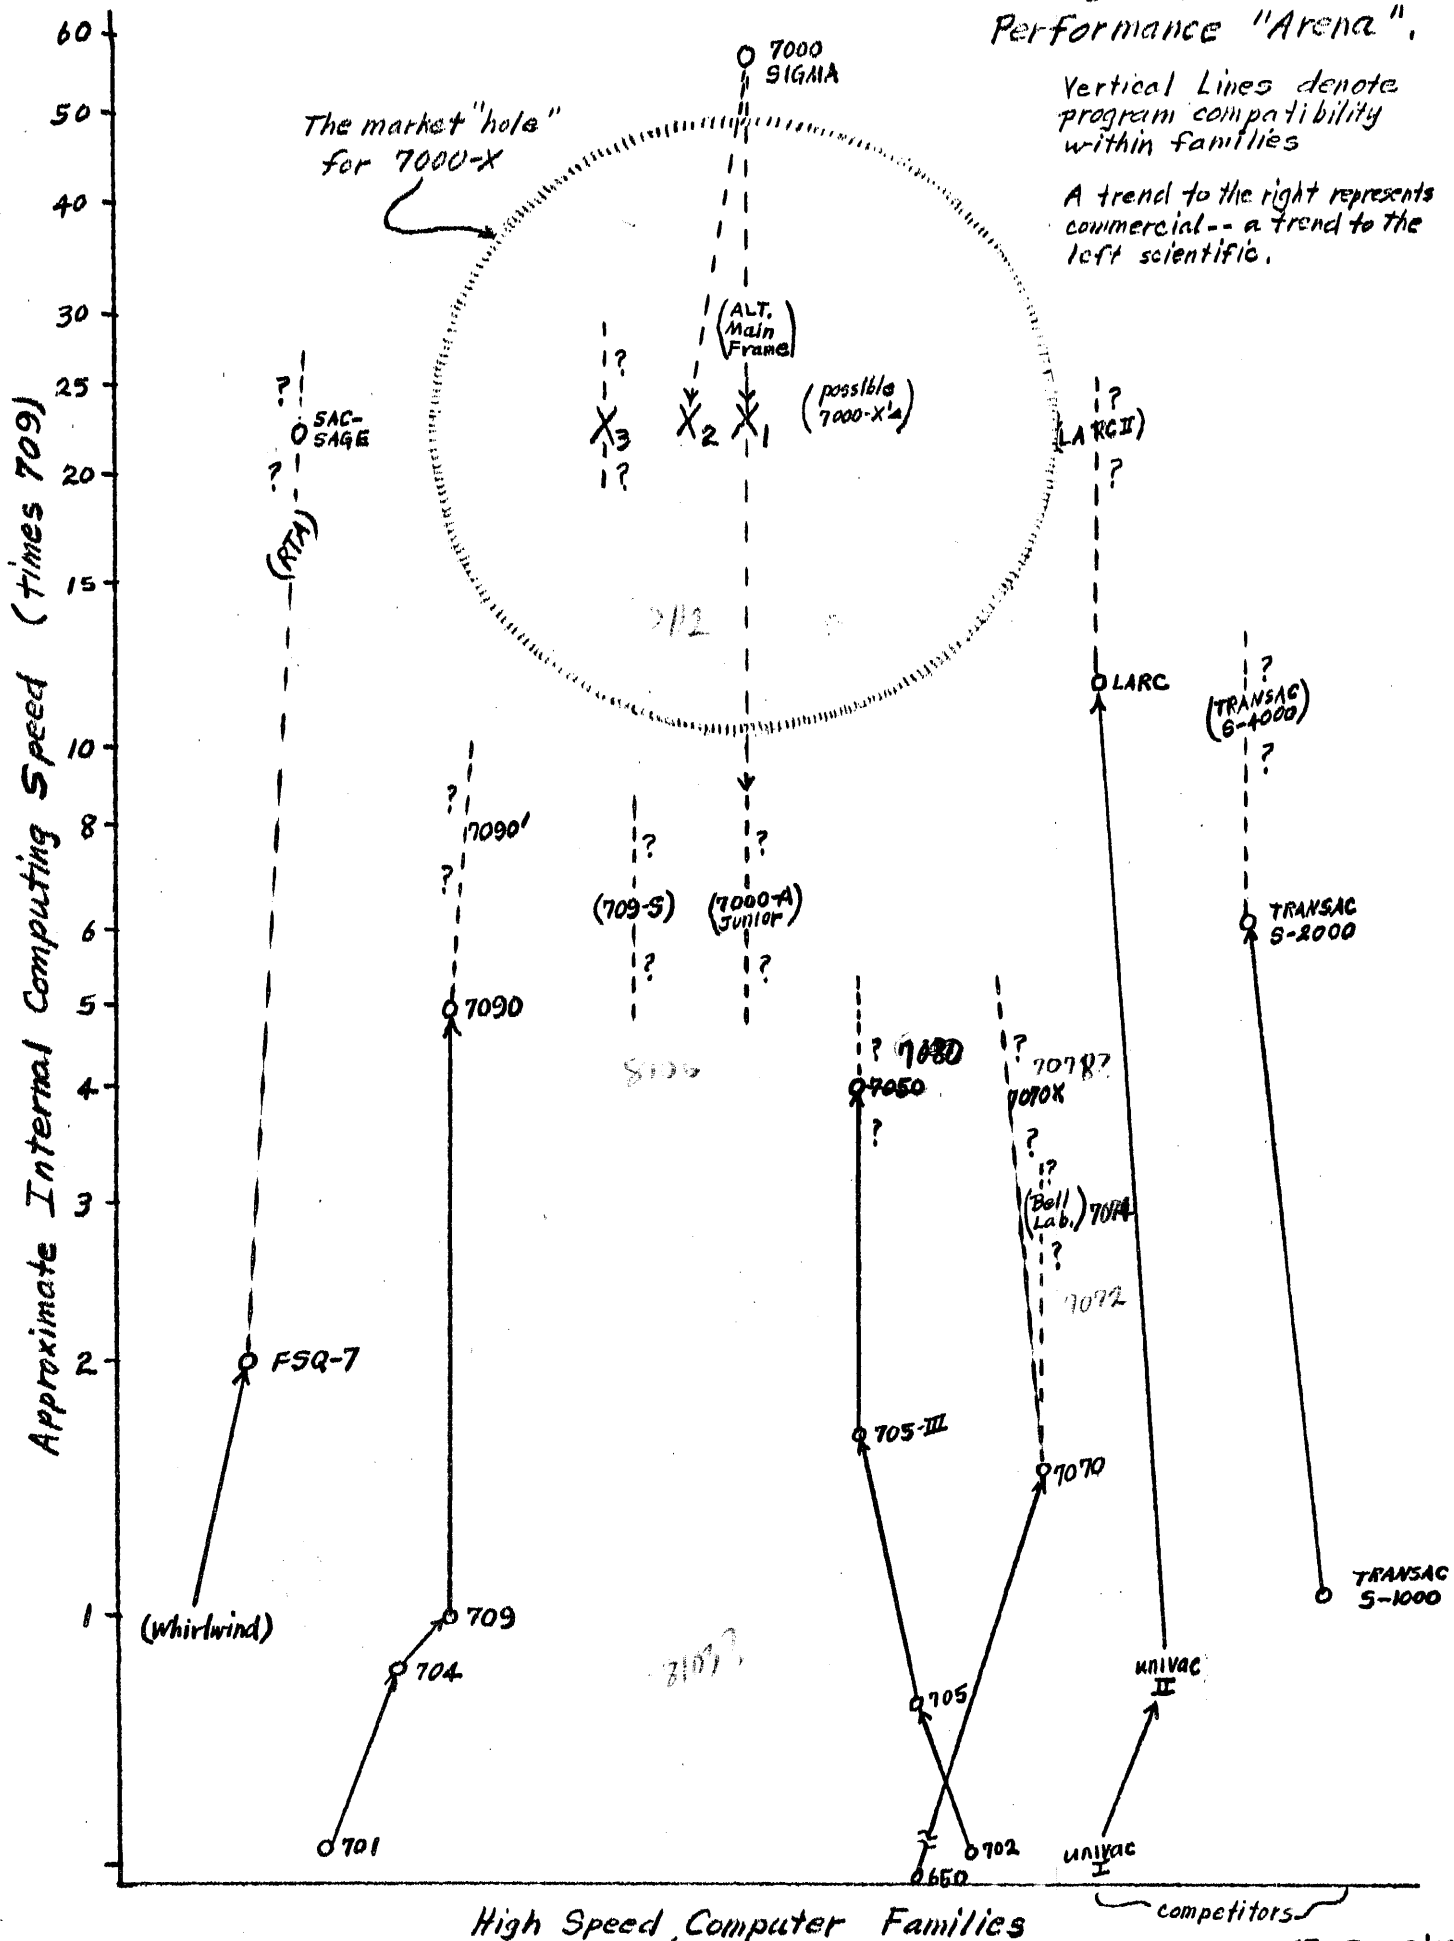 Performance "Arena".
Vertical Lines denote
program compatibility
within families
A trend to the right represents
commercial -- a trend to the
left scientific.
The market "hole"
for 7000-X
7000
SIGMA
(ALT.
Main
Frame)
(possible
7000-X's)
X3
X2
X1
?
?
?
SAC-
SAGE
?
(RTA)
?
(LARC II)
?
LARC
?
(TRANSAC
S-4000)
?
TRANSAC
S-2000
TRANSAC
S-1000
?
7090'
?
7090
?
(709-S)
?
?
(7000-A
Junior)
?
? 7080
7050
?
?
7078?
7070X
?
?
(Bell
Lab.) 7074
?
7072
FSQ-7
705-III
7070
(Whirlwind)
709
704
701
705
702
650
univac
II
univac
I
60
50
40
30
25
20
15
10
8
6
5
4
3
2
1
Approximate Internal Computing Speed (times 709)
High Speed Computer Families
competitors